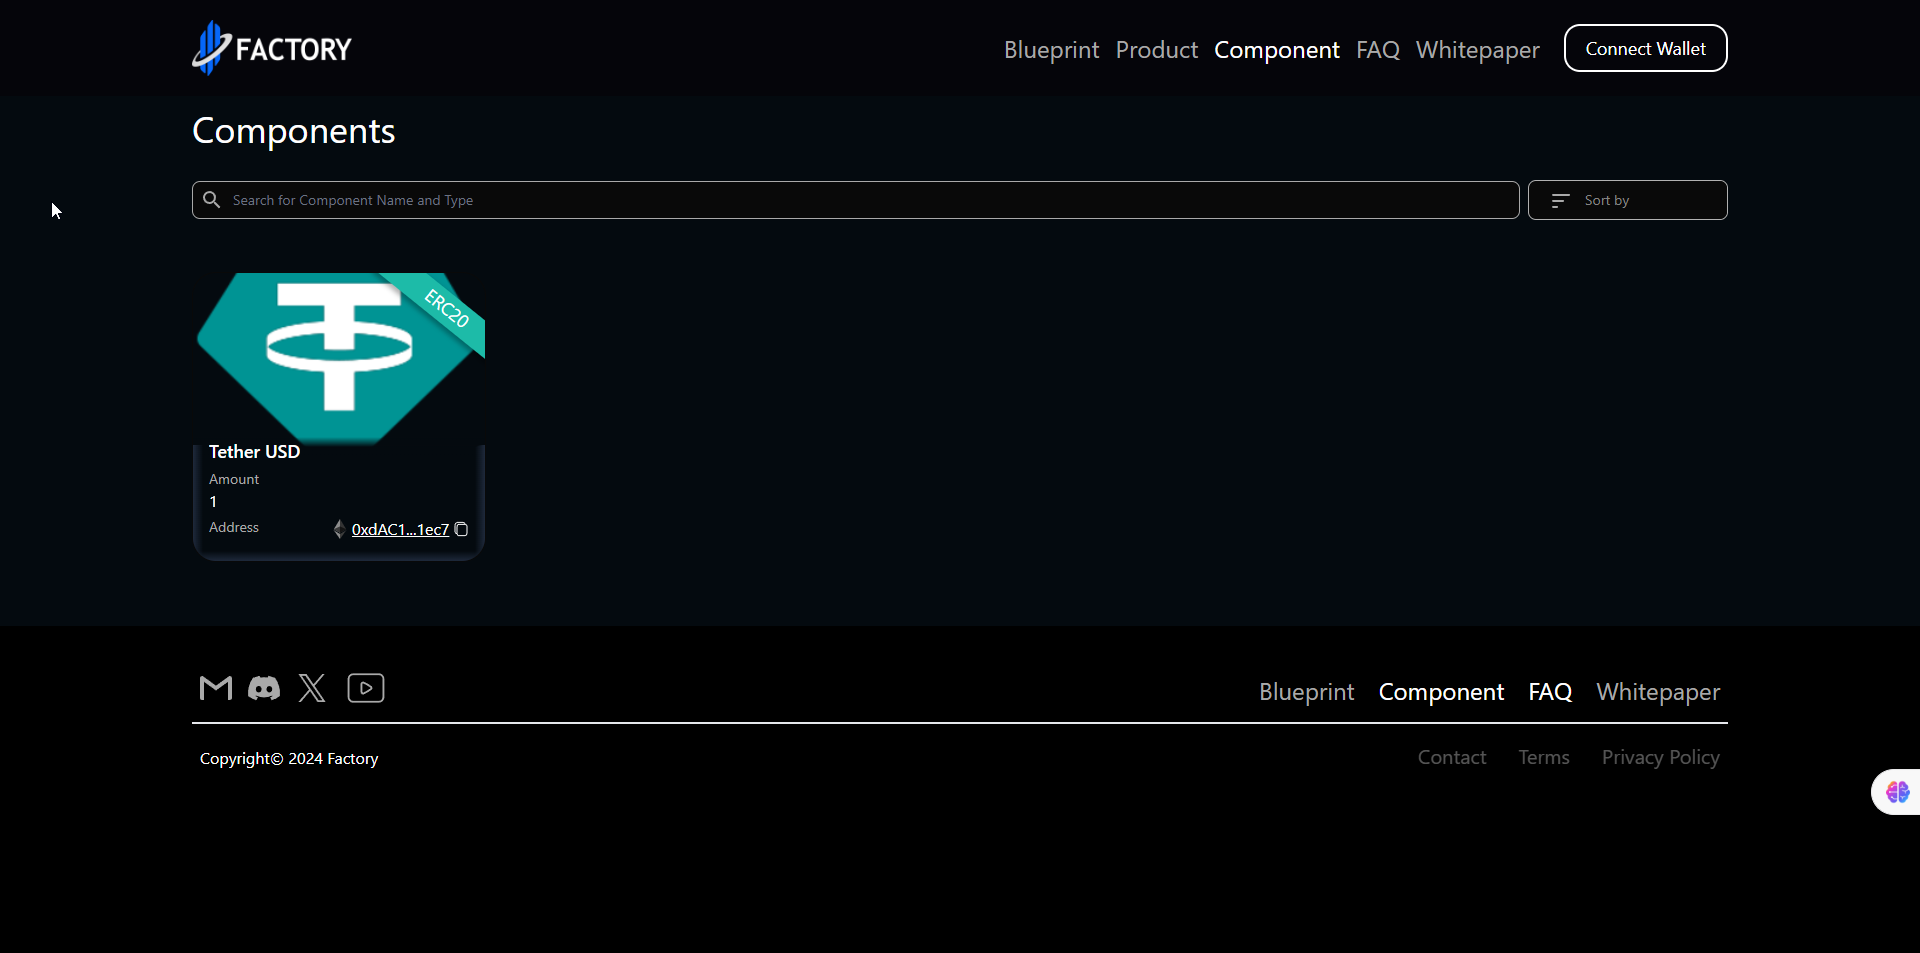 FACTORY
Blueprint Product Component FAQ Whitepaper Connect Wallet
Components
Search for Component Name and Type
Sort by
ERC20
Tether USD
Amount
1
Address 0xdAC1...1ec7
Blueprint Component FAQ Whitepaper
Copyright© 2024 Factory
Contact Terms Privacy Policy